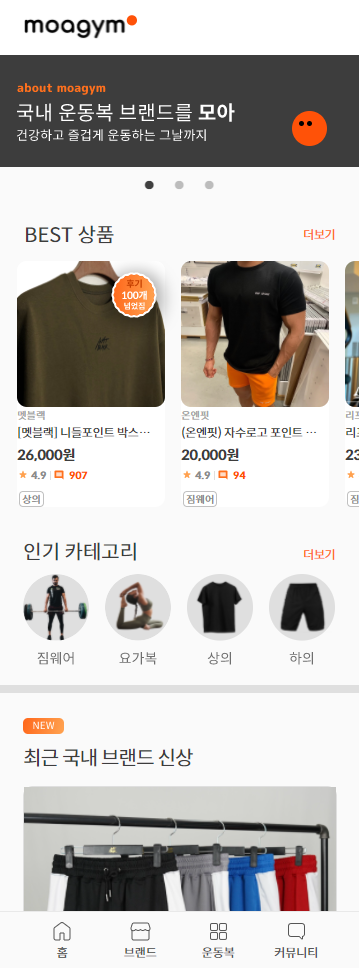 moagym
about moagym
국내 운동복 브랜드를 모아
건강하고 즐겁게 운동하는 그날까지
BEST 상품
더보기
후기
100개
넘었짐
멧블랙
[멧블랙] 니들포인트 박스…
26,000원
4.9
907
상의
온엔핏
(온엔핏) 자수로고 포인트 …
20,000원
4.9
94
짐웨어
리
23
인기 카테고리
더보기
짐웨어
요가복
상의
하의
NEW
최근 국내 브랜드 신상
홈
브랜드
운동복
커뮤니티